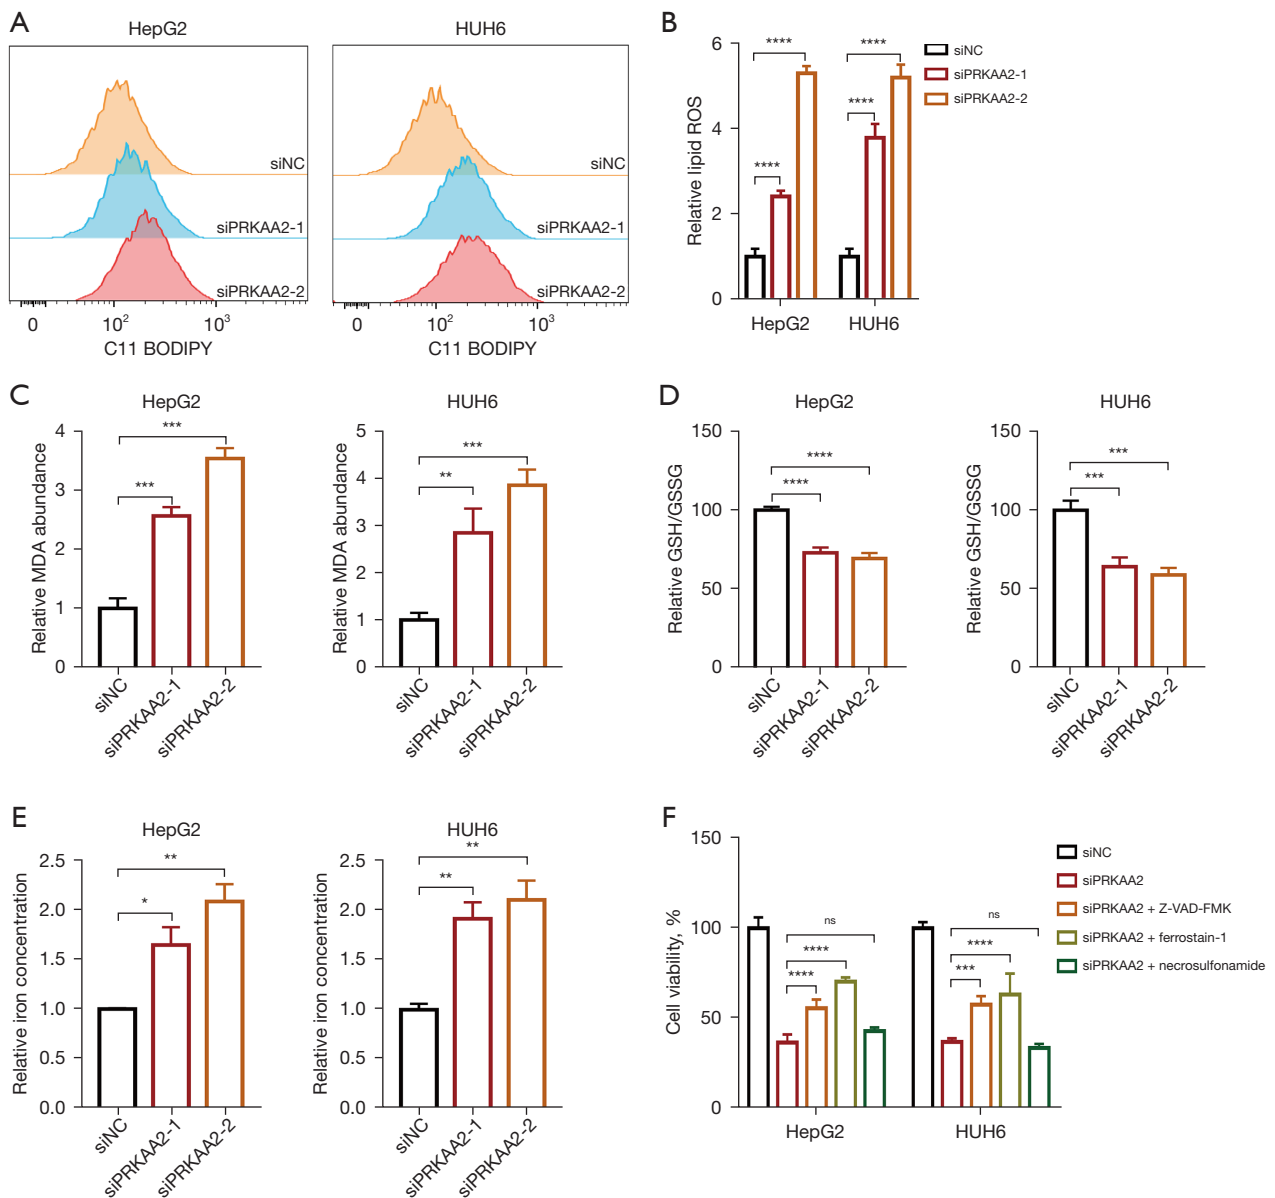 A
HepG2
HUH6
siNC
siPRKAA2-1
siPRKAA2-2
0
10²
10³
C11 BODIPY
siNC
siPRKAA2-1
siPRKAA2-2
0
10²
10³
C11 BODIPY
B
Relative lipid ROS
6
4
2
0
****
****
****
****
HepG2
HUH6
siNC
siPRKAA2-1
siPRKAA2-2
C
HepG2
Relative MDA abundance
4
3
2
1
0
***
***
siNC
siPRKAA2-1
siPRKAA2-2
HUH6
Relative MDA abundance
5
4
3
2
1
0
***
**
siNC
siPRKAA2-1
siPRKAA2-2
D
HepG2
Relative GSH/GSSG
150
100
50
0
****
****
siNC
siPRKAA2-1
siPRKAA2-2
HUH6
Relative GSH/GSSG
150
100
50
0
***
***
siNC
siPRKAA2-1
siPRKAA2-2
E
HepG2
Relative iron concentration
2.5
2.0
1.5
1.0
0.5
0.0
**
*
siNC
siPRKAA2-1
siPRKAA2-2
HUH6
Relative iron concentration
2.5
2.0
1.5
1.0
0.5
0.0
**
**
siNC
siPRKAA2-1
siPRKAA2-2
F
Cell viability, %
150
100
50
0
ns
****
****
ns
****
***
HepG2
HUH6
siNC
siPRKAA2
siPRKAA2 + Z-VAD-FMK
siPRKAA2 + ferrostain-1
siPRKAA2 + necrosulfonamide